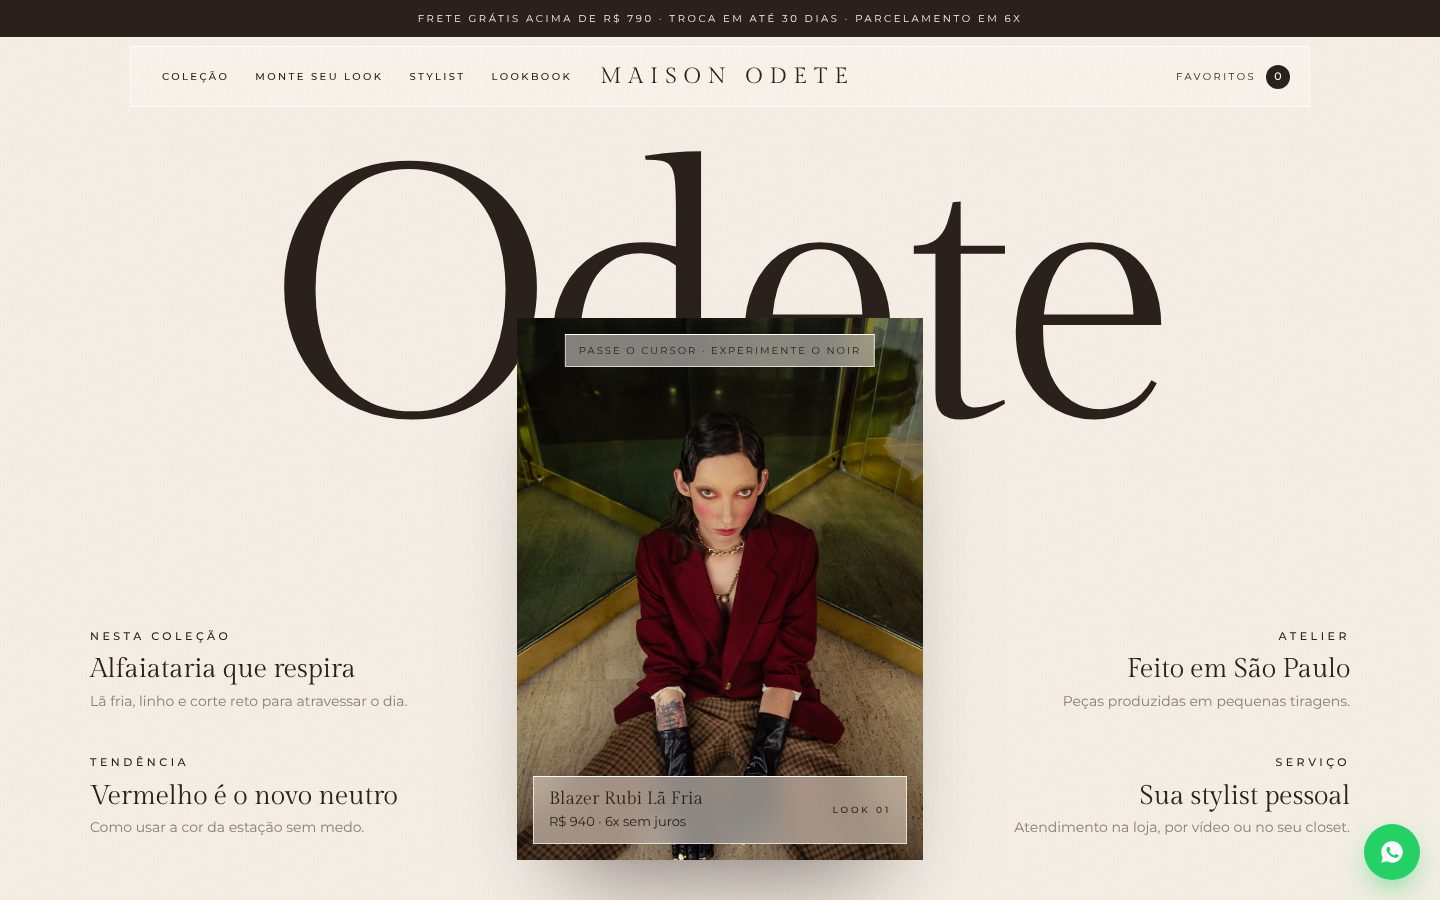 FRETE GRÁTIS ACIMA DE R$ 790 · TROCA EM ATÉ 30 DIAS · PARCELAMENTO EM 6X
COLEÇÃO MONTE SEU LOOK STYLIST LOOKBOOK MAISON ODETE FAVORITOS 0
Odete
PASSE O CURSOR · EXPERIMENTE O NOIR
NESTA COLEÇÃO
Alfaiataria que respira
Lã fria, linho e corte reto para atravessar o dia.
TENDÊNCIA
Vermelho é o novo neutro
Como usar a cor da estação sem medo.
Blazer Rubi Lã Fria
R$ 940 · 6x sem juros
LOOK 01
ATELIER
Feito em São Paulo
Peças produzidas em pequenas tiragens.
SERVIÇO
Sua stylist pessoal
Atendimento na loja, por vídeo ou no seu closet.